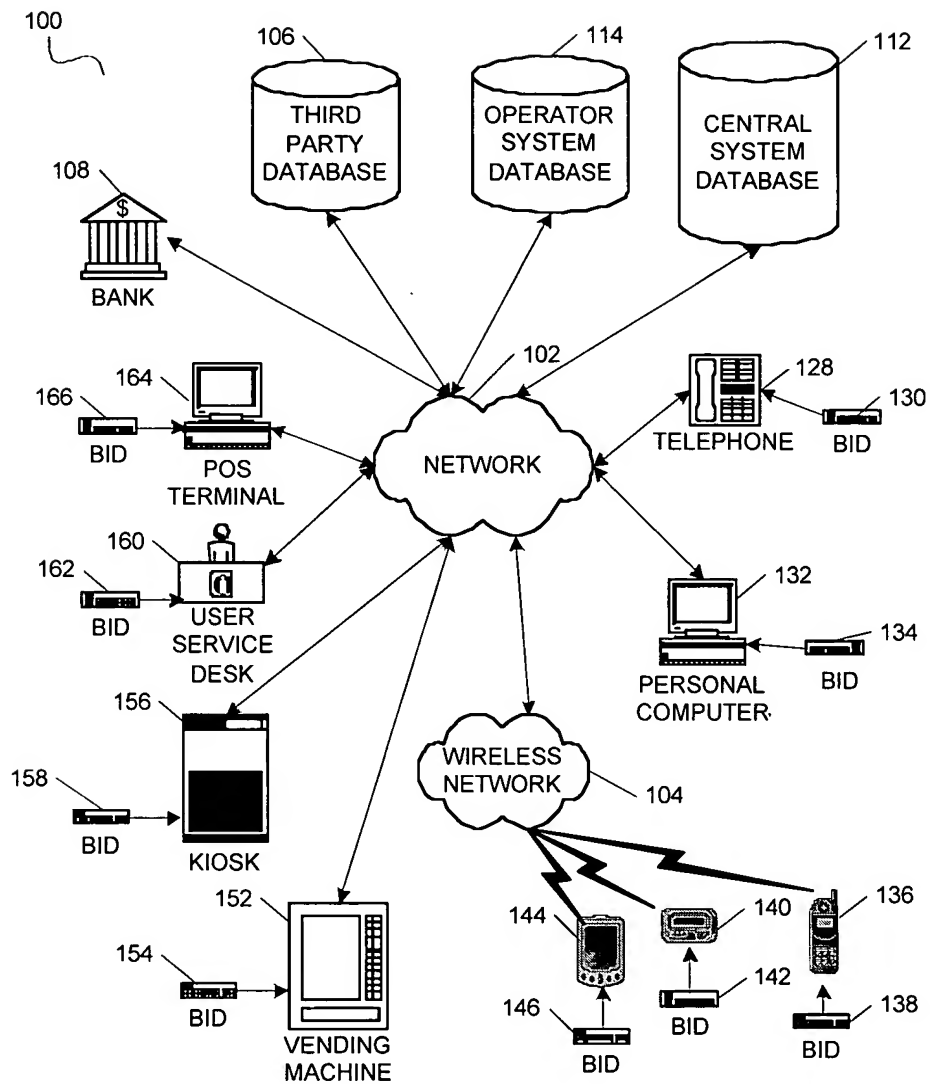 100
106
114
112
THIRD
PARTY
DATABASE
OPERATOR
SYSTEM
DATABASE
CENTRAL
SYSTEM
DATABASE
108
$
BANK
102
164
166
BID
POS
TERMINAL
NETWORK
128
130
TELEPHONE
BID
160
162
BID
USER
SERVICE
DESK
132
134
PERSONAL
COMPUTER
BID
156
158
BID
KIOSK
WIRELESS
NETWORK
104
152
154
BID
VENDING
MACHINE
144
146
BID
140
142
BID
136
138
BID